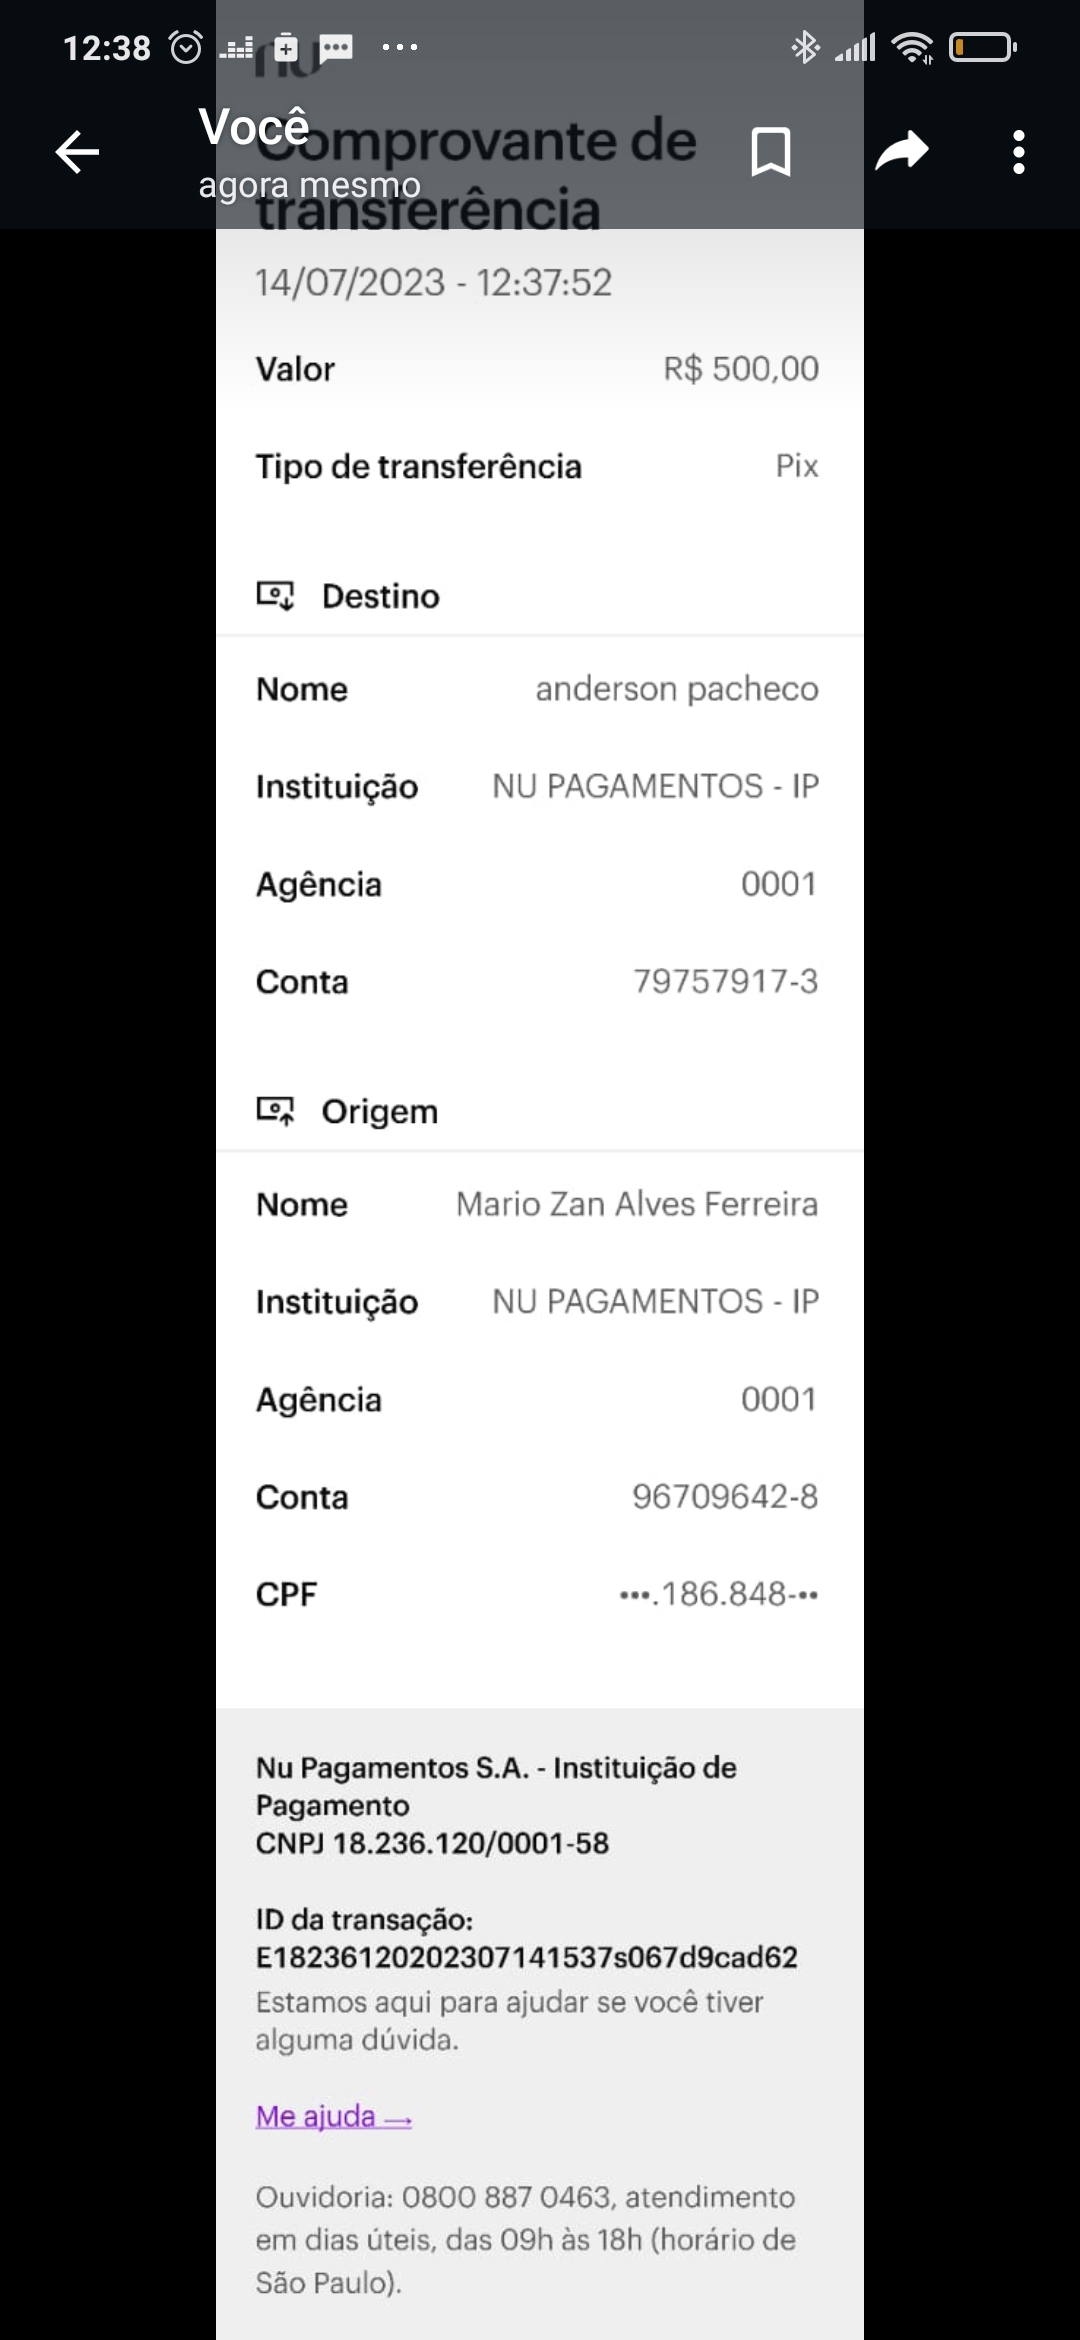 12:38
nu
Você
Comprovante de
agora mesmo
transferência
14/07/2023 - 12:37:52
Valor R$ 500,00
Tipo de transferência Pix
Destino
Nome anderson pacheco
Instituição NU PAGAMENTOS - IP
Agência 0001
Conta 79757917-3
Origem
Nome Mario Zan Alves Ferreira
Instituição NU PAGAMENTOS - IP
Agência 0001
Conta 96709642-8
CPF •••.186.848-••
Nu Pagamentos S.A. - Instituição de
Pagamento
CNPJ 18.236.120/0001-58
ID da transação:
E18236120202307141537s067d9cad62
Estamos aqui para ajudar se você tiver
alguma dúvida.
Me ajuda →
Ouvidoria: 0800 887 0463, atendimento
em dias úteis, das 09h às 18h (horário de
São Paulo).